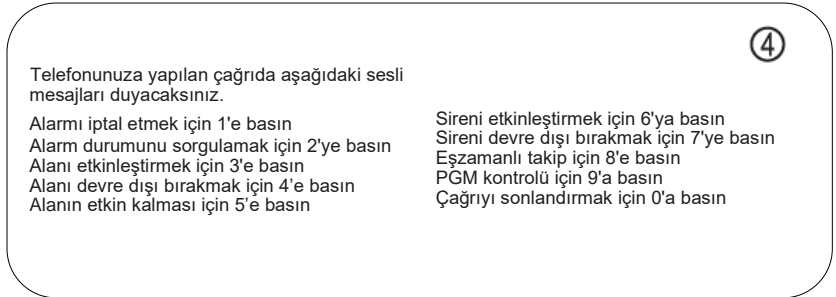 ④
Telefonunuza yapılan çağrıda aşağıdaki sesli
mesajları duyacaksınız.
Alarmı iptal etmek için 1'e basın
Alarm durumunu sorgulamak için 2'ye basın
Alanı etkinleştirmek için 3'e basın
Alanı devre dışı bırakmak için 4’e basın
Alanın etkin kalması için 5’e basın
Sireni etkinleştirmek için 6'ya basın
Sireni devre dışı bırakmak için 7'ye basın
Eşzamanlı takip için 8'e basın
PGM kontrolü için 9'a basın
Çağrıyı sonlandırmak için 0'a basın